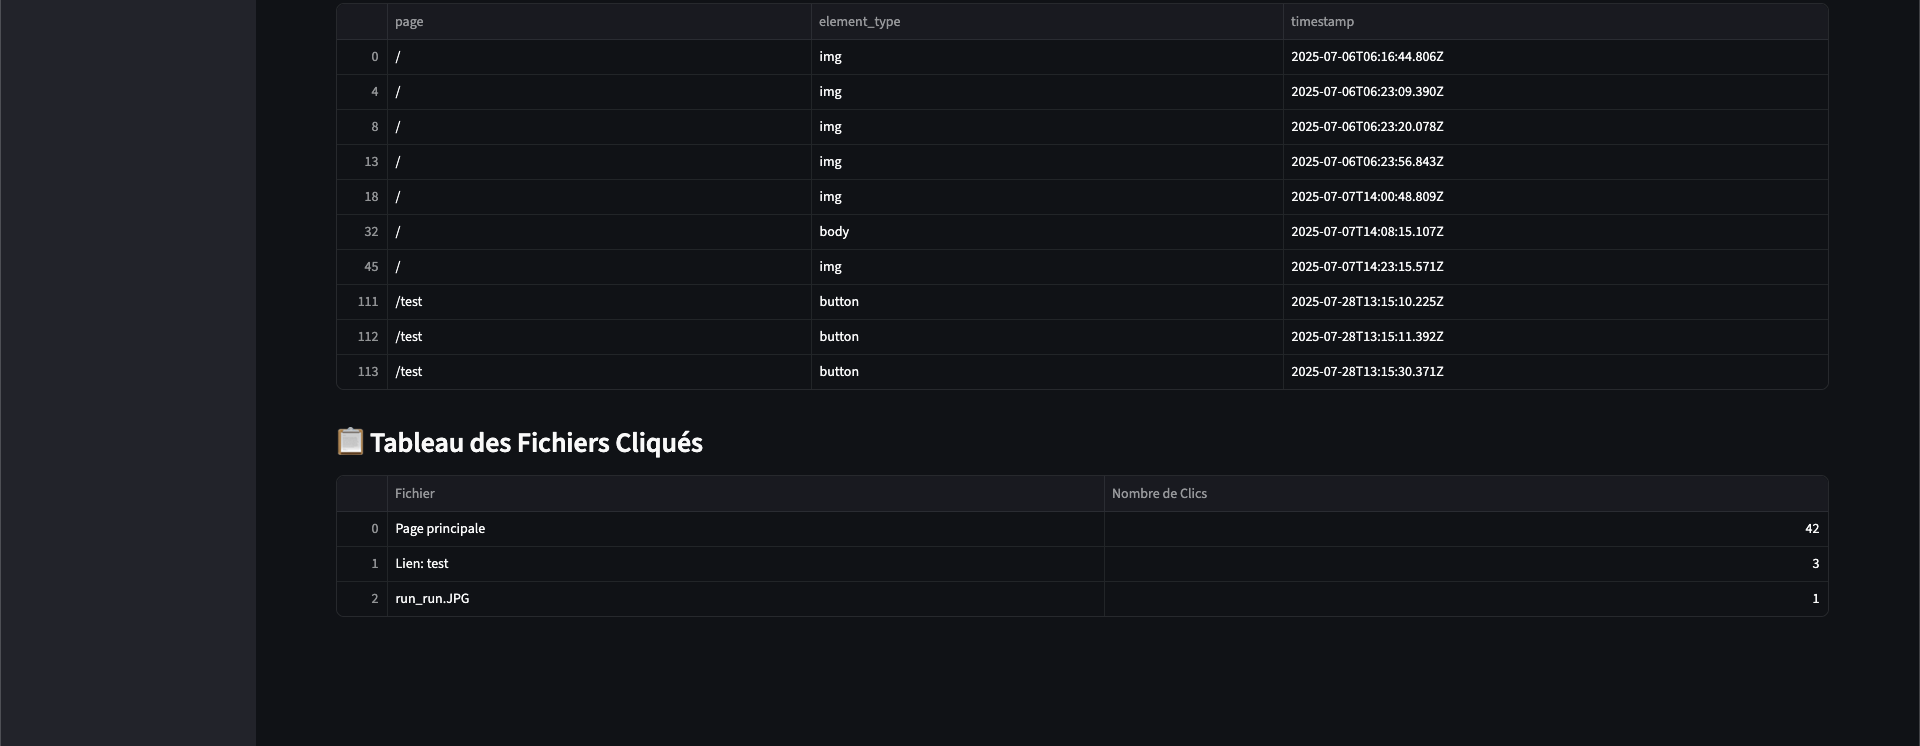 page element_type timestamp
0 / img 2025-07-06T06:16:44.806Z
4 / img 2025-07-06T06:23:09.390Z
8 / img 2025-07-06T06:23:20.078Z
13 / img 2025-07-06T06:23:56.843Z
18 / img 2025-07-07T14:00:48.809Z
32 / body 2025-07-07T14:08:15.107Z
45 / img 2025-07-07T14:23:15.571Z
111 /test button 2025-07-28T13:15:10.225Z
112 /test button 2025-07-28T13:15:11.392Z
113 /test button 2025-07-28T13:15:30.371Z
Tableau des Fichiers Cliqués
Fichier Nombre de Clics
0 Page principale 42
1 Lien: test 3
2 run_run.JPG 1